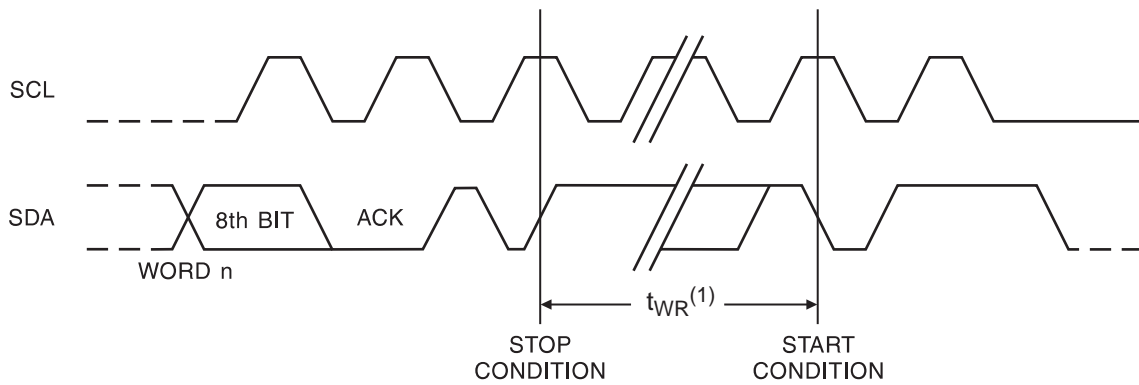 SCL
SDA
8th BIT
ACK
WORD n
tWR(1)
STOP
CONDITION
START
CONDITION